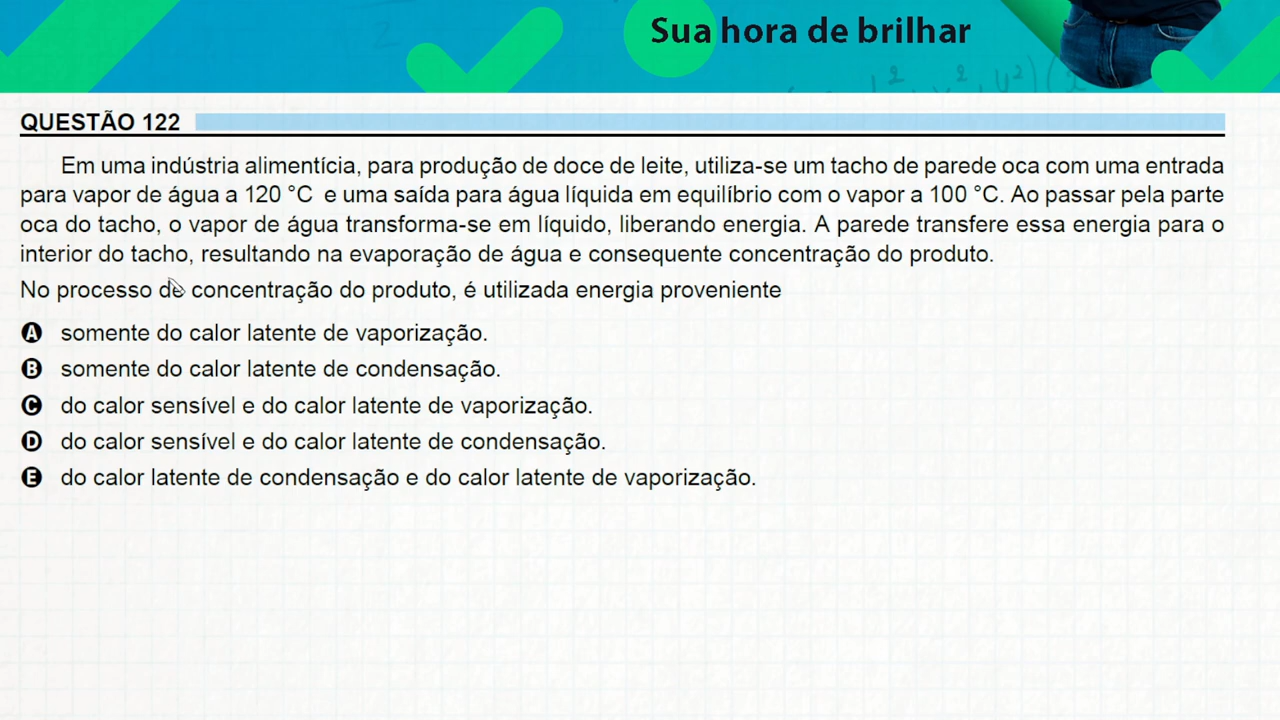 Sua hora de brilhar
QUESTÃO 122
Em uma indústria alimentícia, para produção de doce de leite, utiliza-se um tacho de parede oca com uma entrada
para vapor de água a 120 °C e uma saída para água líquida em equilíbrio com o vapor a 100 °C. Ao passar pela parte
oca do tacho, o vapor de água transforma-se em líquido, liberando energia. A parede transfere essa energia para o
interior do tacho, resultando na evaporação de água e consequente concentração do produto.
No processo de concentração do produto, é utilizada energia proveniente
A somente do calor latente de vaporização.
B somente do calor latente de condensação.
C do calor sensível e do calor latente de vaporização.
D do calor sensível e do calor latente de condensação.
E do calor latente de condensação e do calor latente de vaporização.